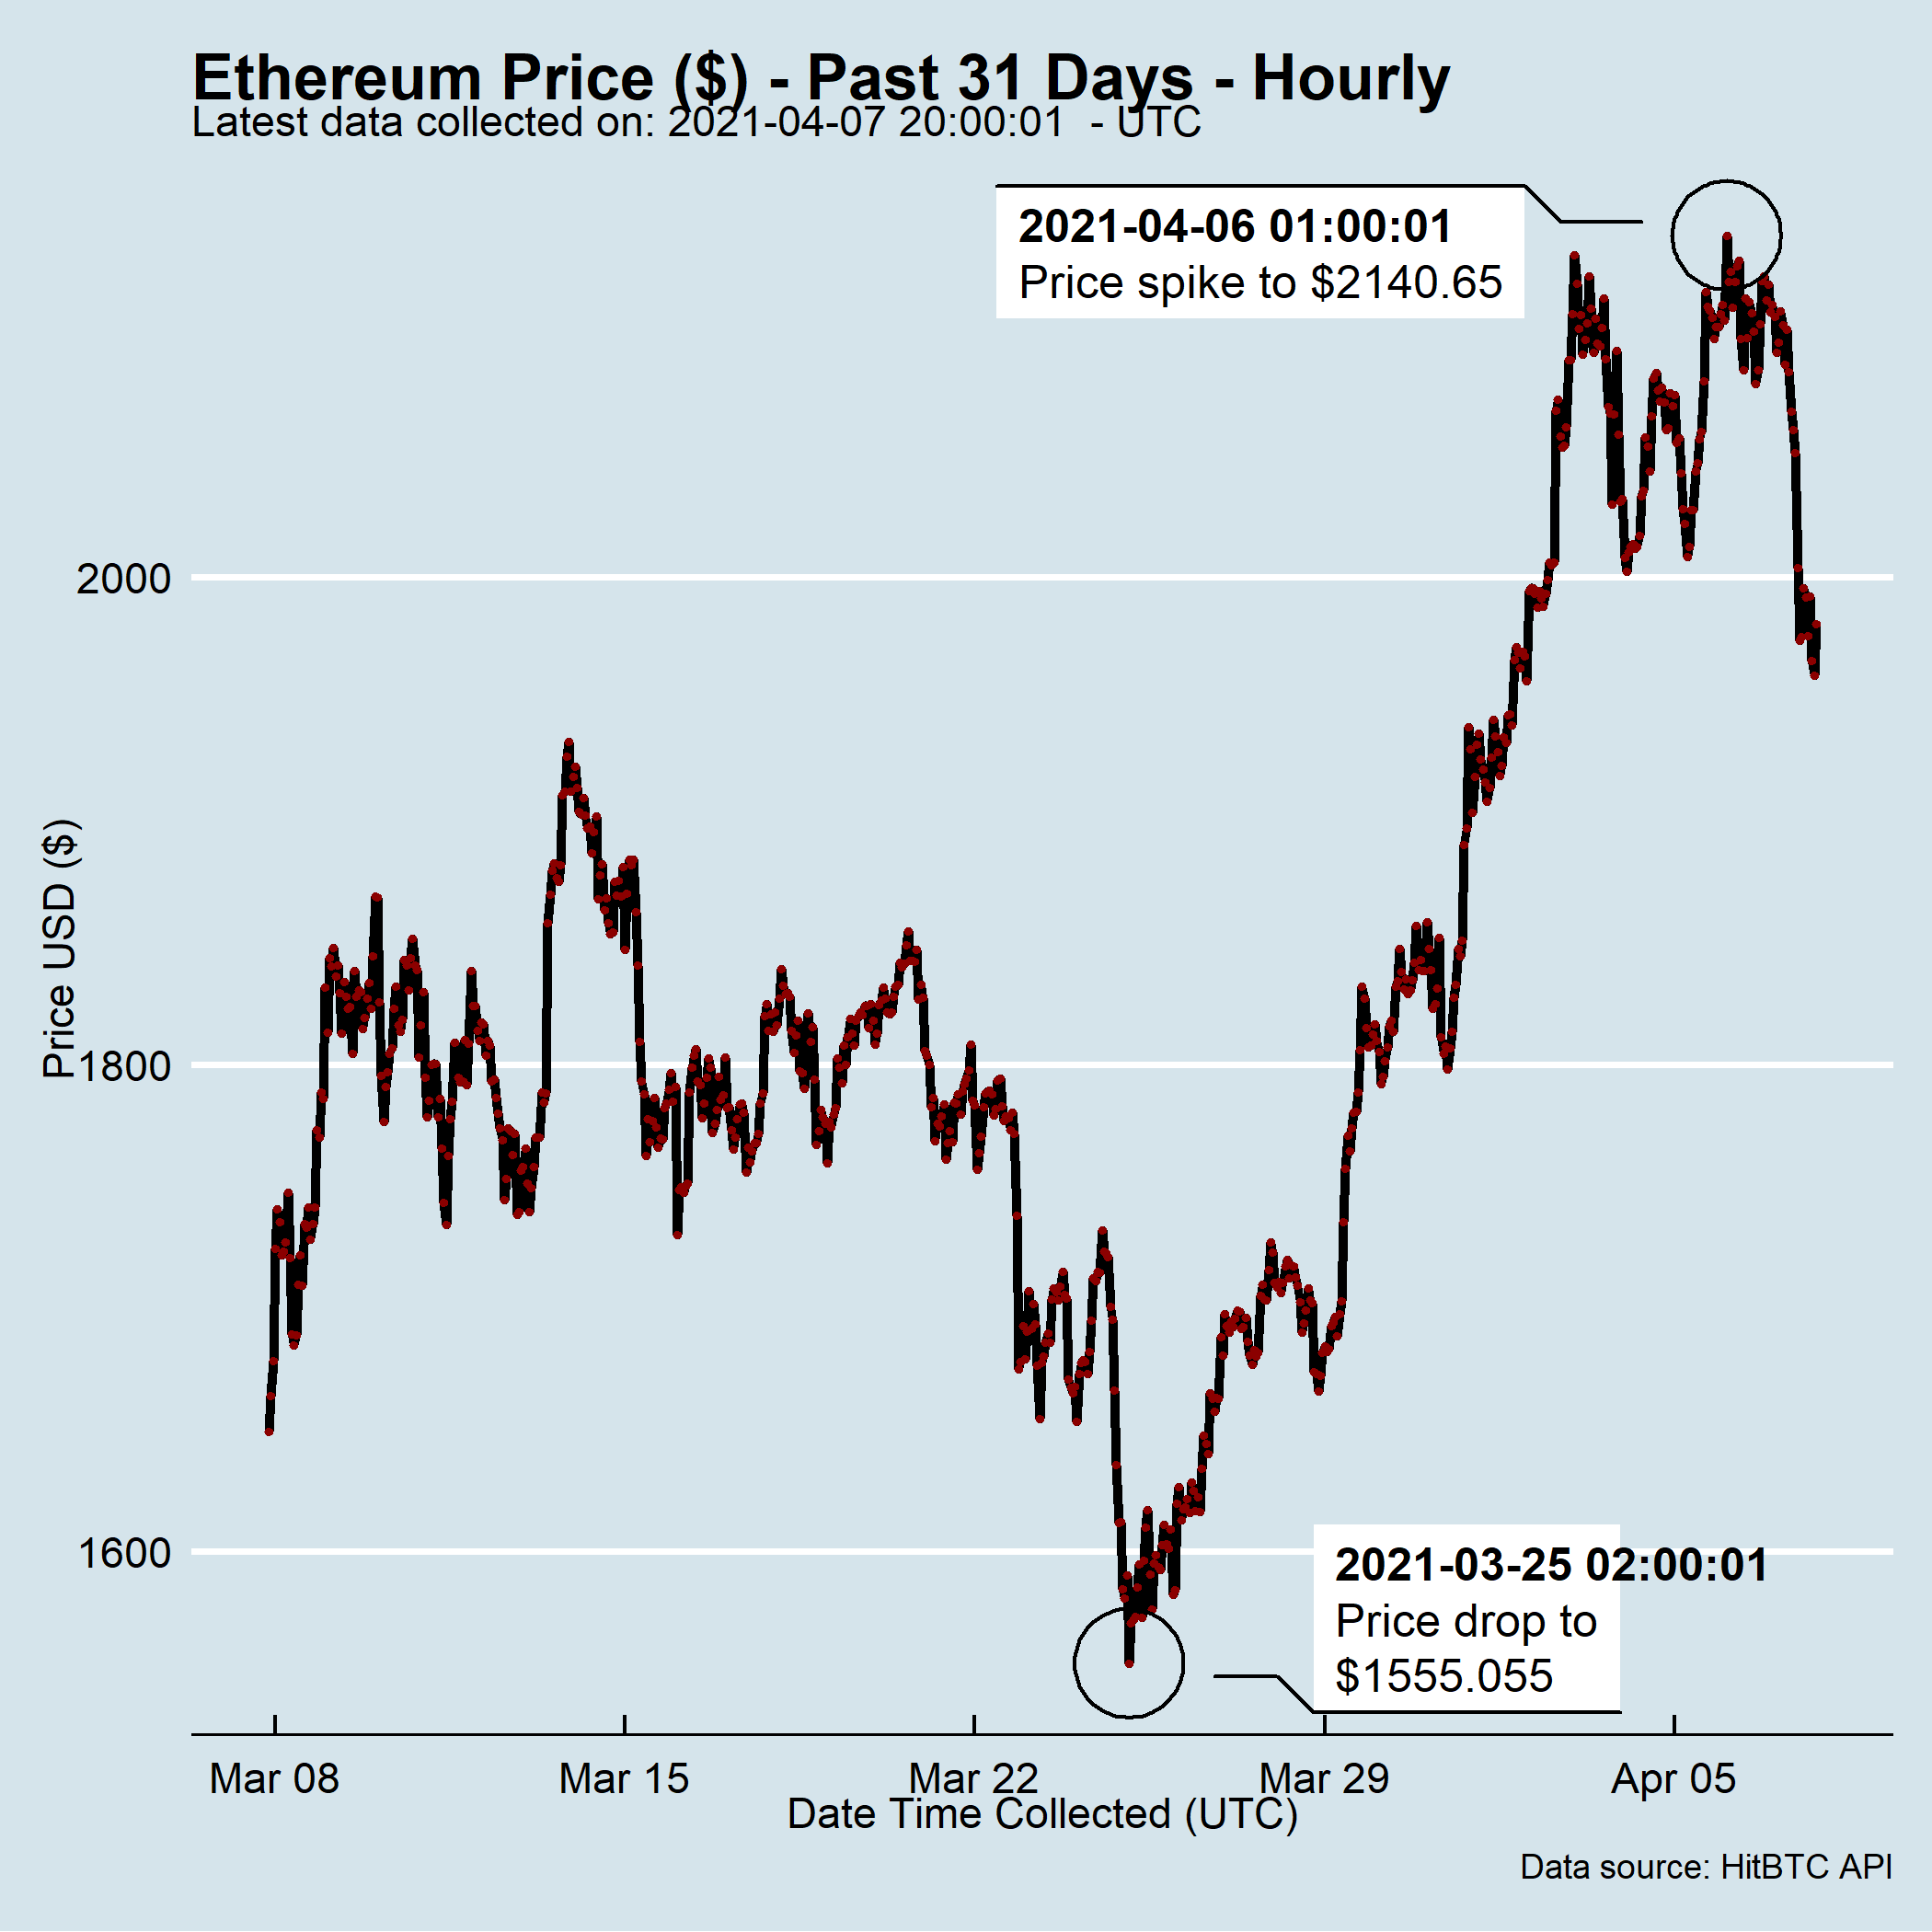 Ethereum Price ($) - Past 31 Days - Hourly
Latest data collected on: 2021-04-07 20:00:01  - UTC
2021-04-06 01:00:01
Price spike to $2140.65
2000
1800
1600
Price USD ($)
2021-03-25 02:00:01
Price drop to
$1555.055
Mar 08
Mar 15
Mar 22
Mar 29
Apr 05
Date Time Collected (UTC)
Data source: HitBTC API